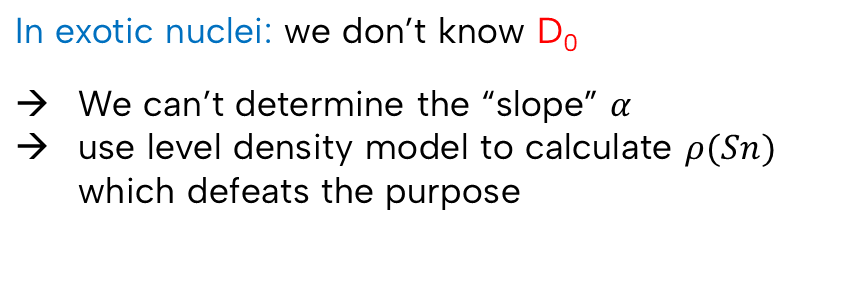 In exotic nuclei: we don’t know D₀
→ We can’t determine the “slope” α
→ use level density model to calculate ρ(Sn)
which defeats the purpose